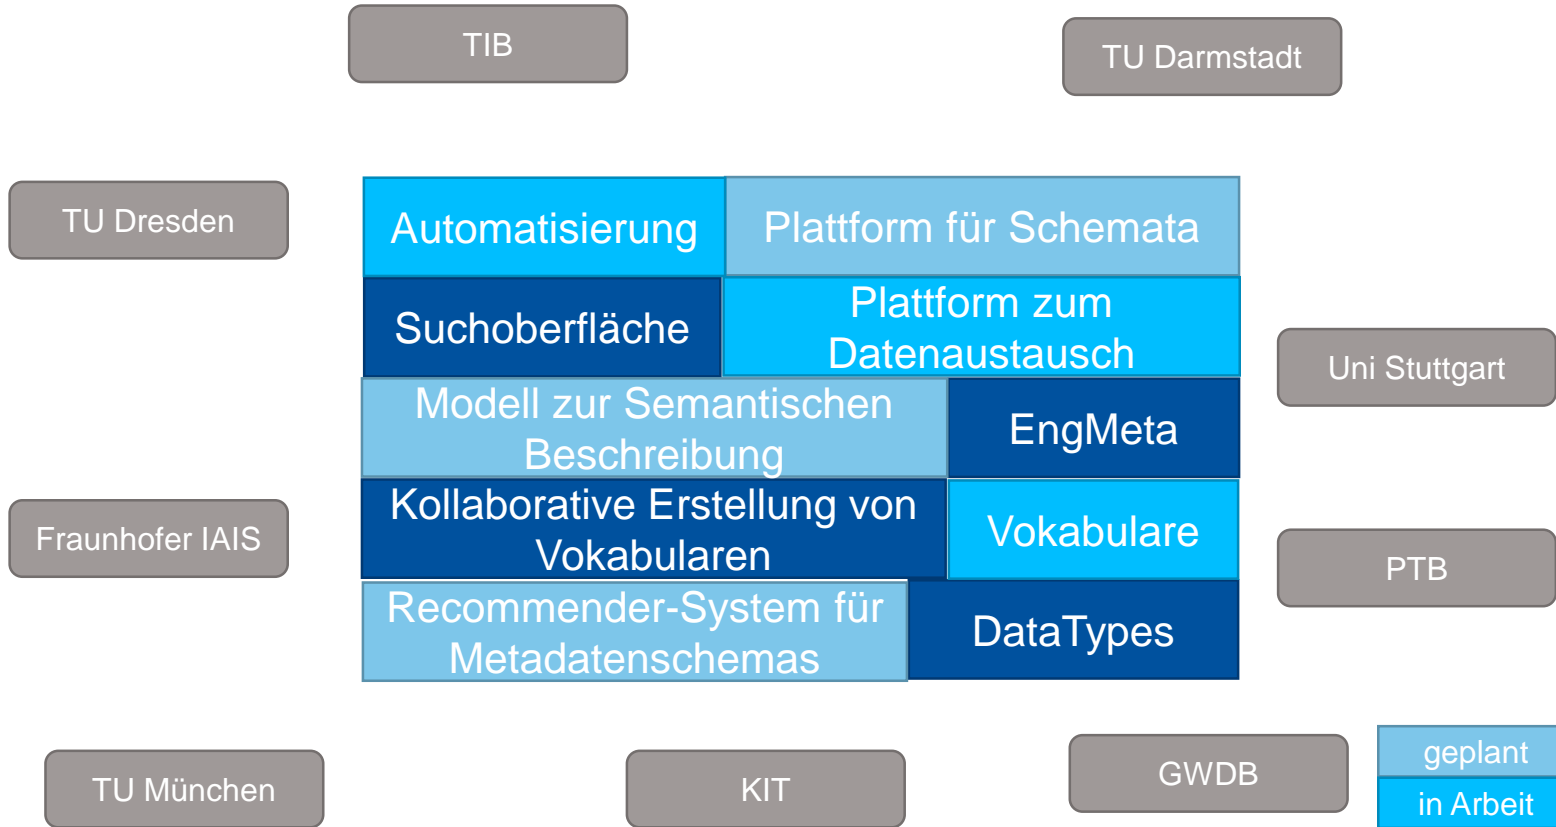 TIB
TU Darmstadt
TU Dresden
Automatisierung
Plattform für Schemata
Suchoberfläche
Plattform zum
Datenaustausch
Uni Stuttgart
Modell zur Semantischen
Beschreibung
EngMeta
Fraunhofer IAIS
Kollaborative Erstellung von
Vokabularen
Vokabulare
PTB
Recommender-System für
Metadatenschemas
DataTypes
TU München
KIT
GWDB
geplant
in Arbeit